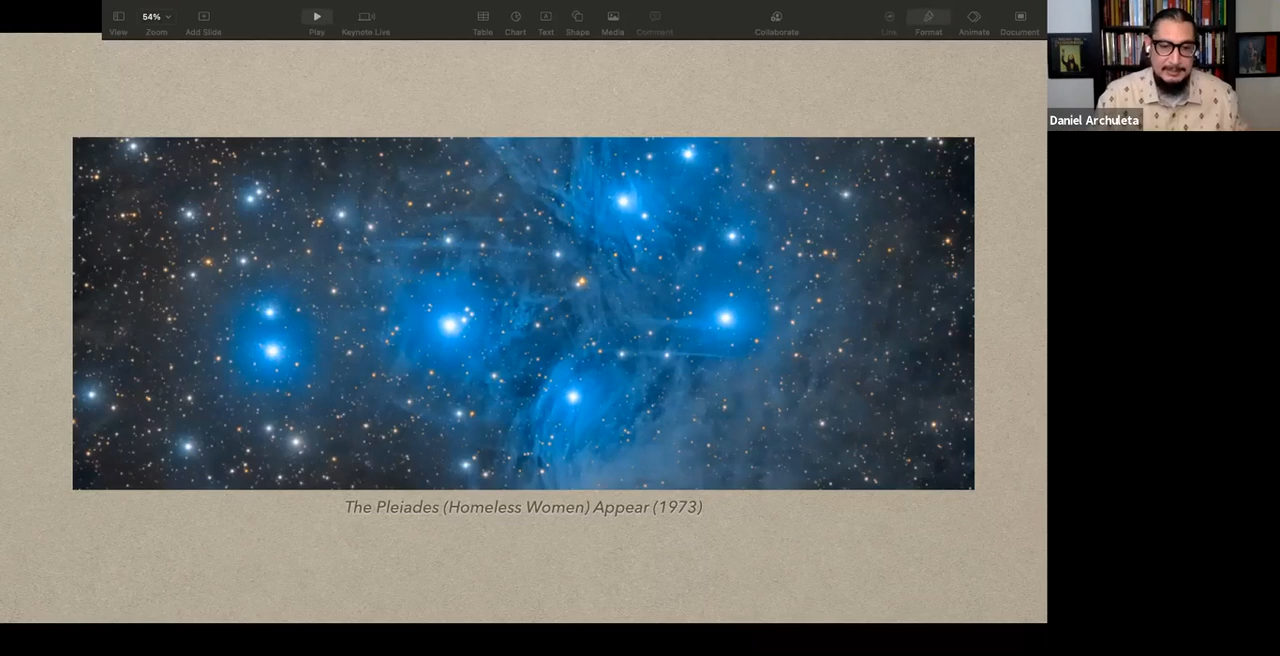 54%
View
Zoom
Add Slide
Play
Keynote Live
Table
Chart
Text
Shape
Media
Comment
Collaborate
Link
Format
Animate
Document
Daniel Archuleta
The Pleiades (Homeless Women) Appear (1973)